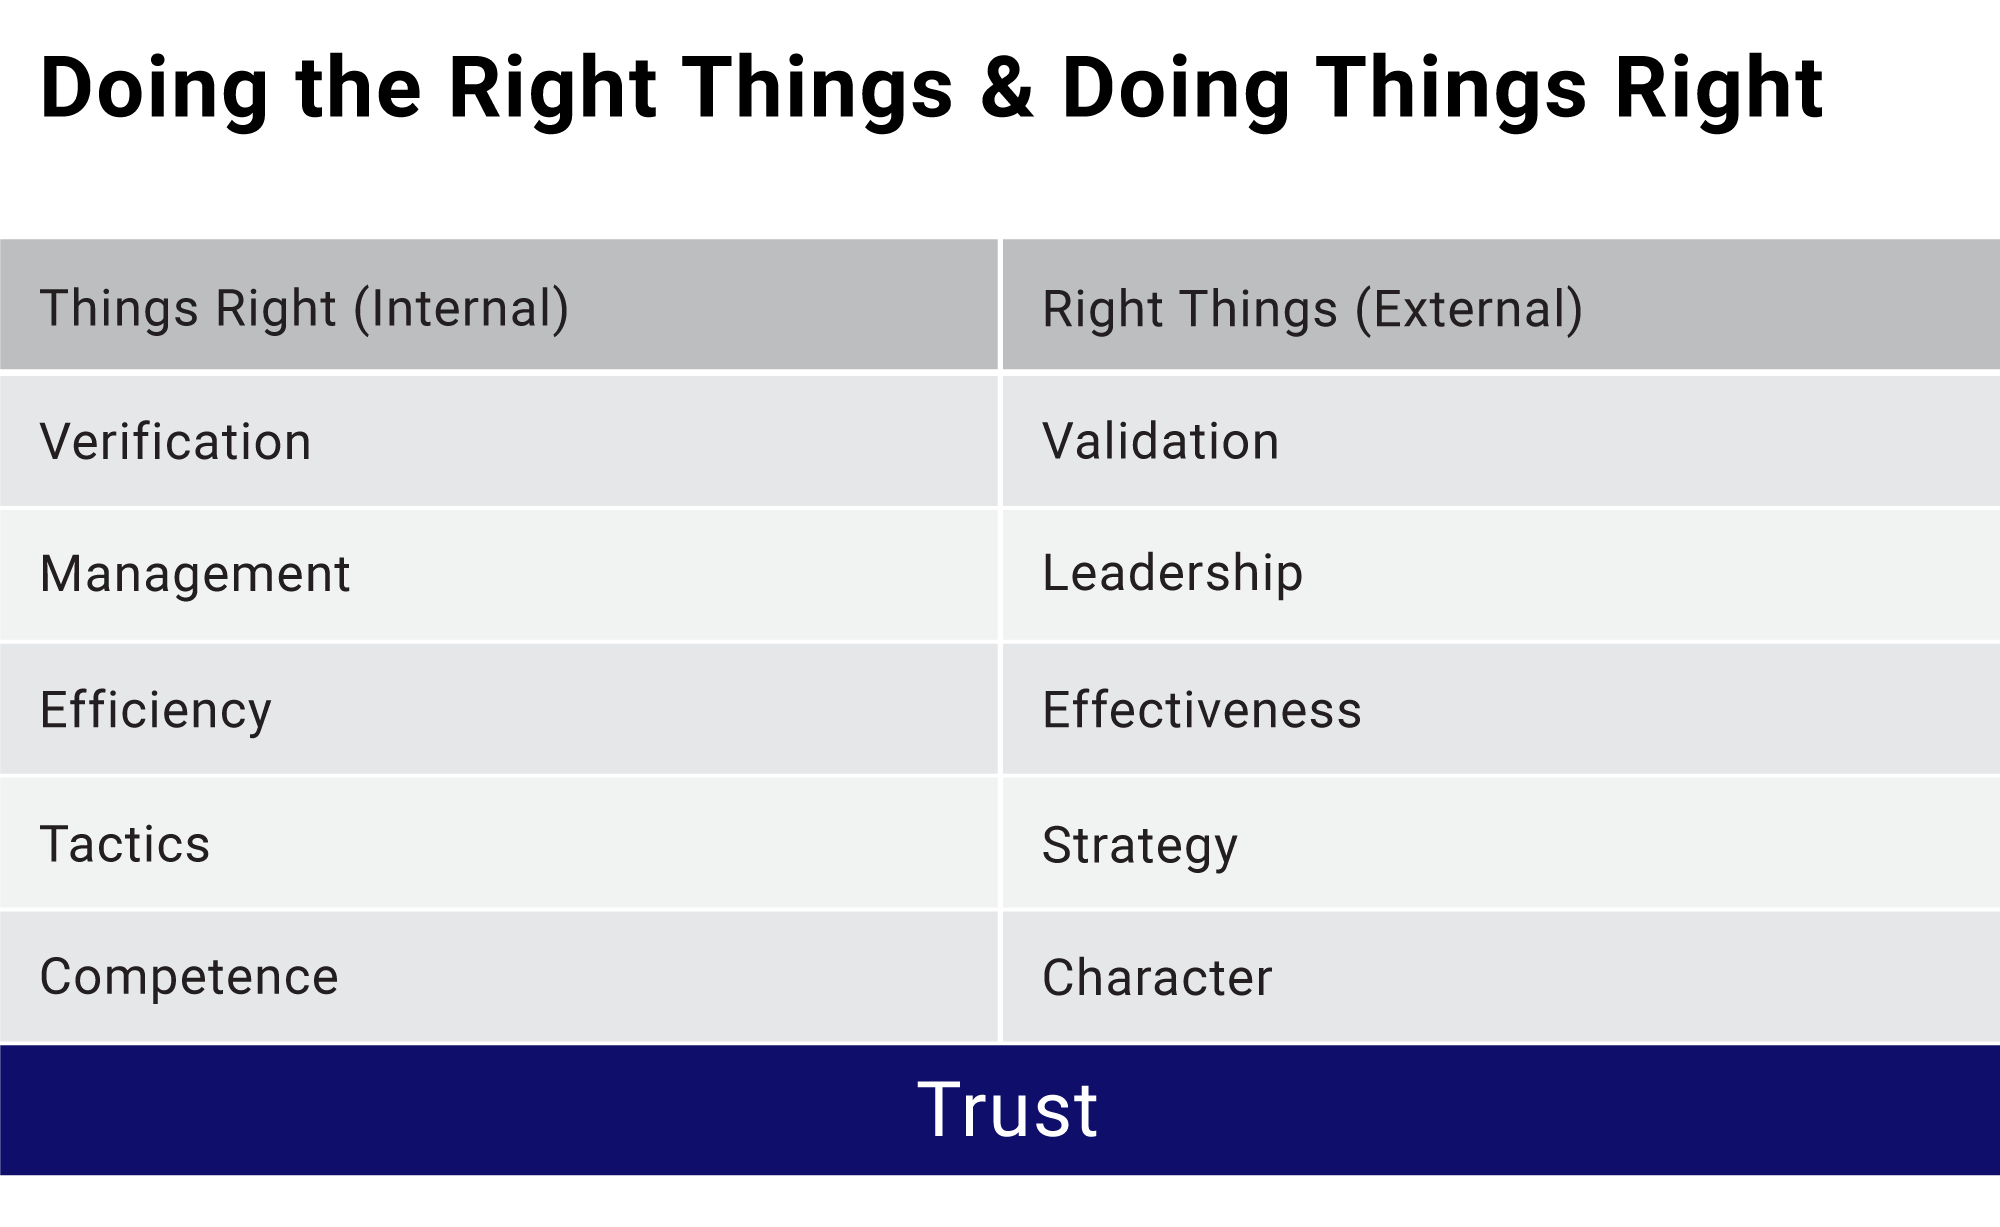 Doing the Right Things & Doing Things Right
Things Right (Internal)
Right Things (External)
Verification
Validation
Management
Leadership
Efficiency
Effectiveness
Tactics
Strategy
Competence
Character
Trust